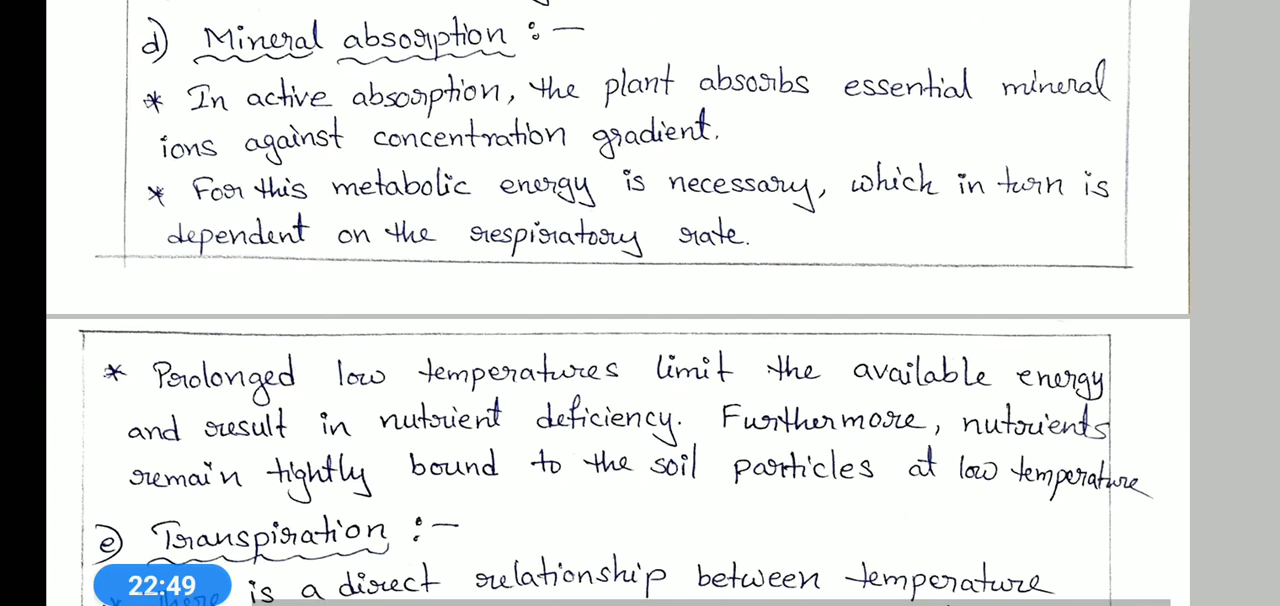 d) Mineral absorption :-
* In active absorption, the plant absorbs essential mineral
ions against concentration gradient.
* For this metabolic energy is necessary, which in turn is
dependent on the respiratory rate.
* Prolonged low temperatures limit the available energy
and result in nutrient deficiency. Furthermore, nutrients
remain tightly bound to the soil particles at low temperature
e) Transpiration :-
22:49
* There is a direct relationship between temperature